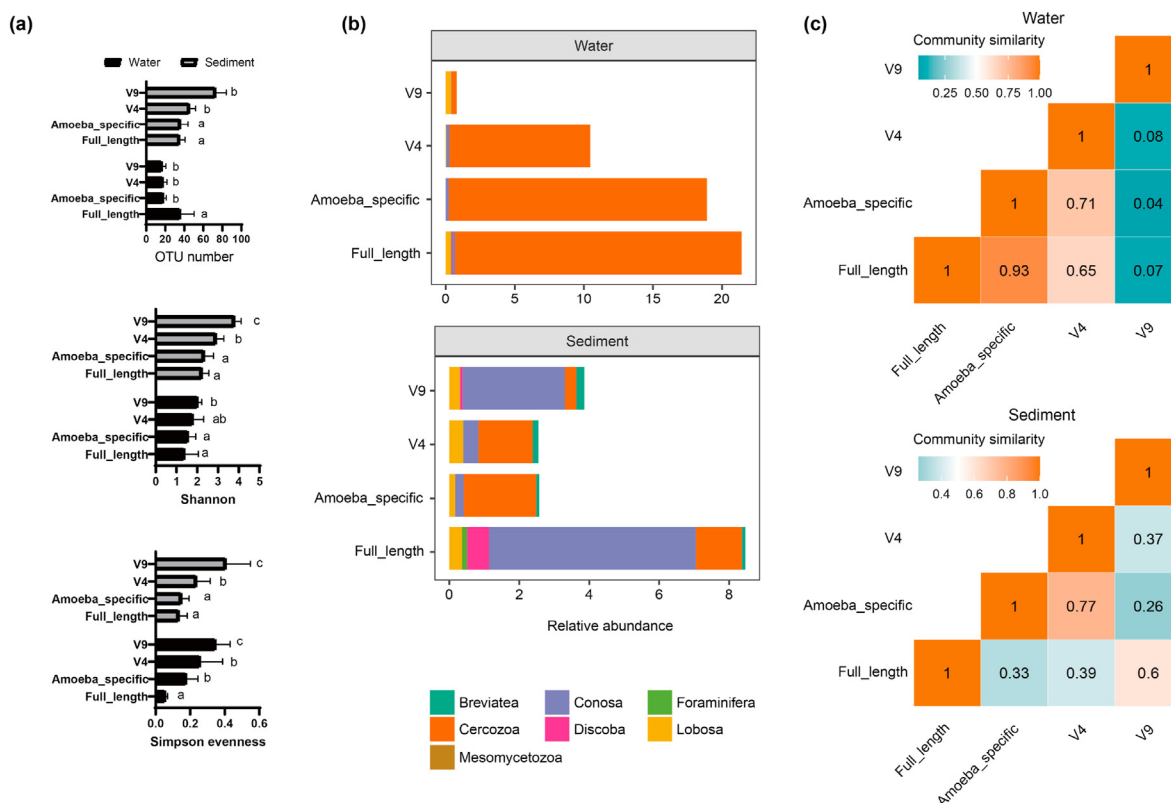 (a)
Water Sediment
V9 b
V4 b
Amoeba_specific a
Full_length a
V9 b
V4 b
Amoeba_specific b
Full_length a
0 20 40 60 80 100
OTU number
V9 c
V4 b
Amoeba_specific a
Full_length a
V9 b
V4 ab
Amoeba_specific a
Full_length a
0 1 2 3 4 5
Shannon
V9 c
V4 b
Amoeba_specific a
Full_length a
V9 c
V4 b
Amoeba_specific b
Full_length a
0.0 0.2 0.4 0.6
Simpson evenness
(b)
Water
V9
V4
Amoeba_specific
Full_length
0 5 10 15 20
Sediment
V9
V4
Amoeba_specific
Full_length
0 2 4 6 8
Relative abundance
Breviatea Conosa Foraminifera
Cercozoa Discoba Lobosa
Mesomycetozoa
(c)
Water
Community similarity
0.25 0.50 0.75 1.00
V9 1
V4 1 0.08
Amoeba_specific 1 0.71 0.04
Full_length 1 0.93 0.65 0.07
Full_length Amoeba_specific V4 V9
Sediment
Community similarity
0.4 0.6 0.8 1.0
V9 1
V4 1 0.37
Amoeba_specific 1 0.77 0.26
Full_length 1 0.33 0.39 0.6
Full_length Amoeba_specific V4 V9